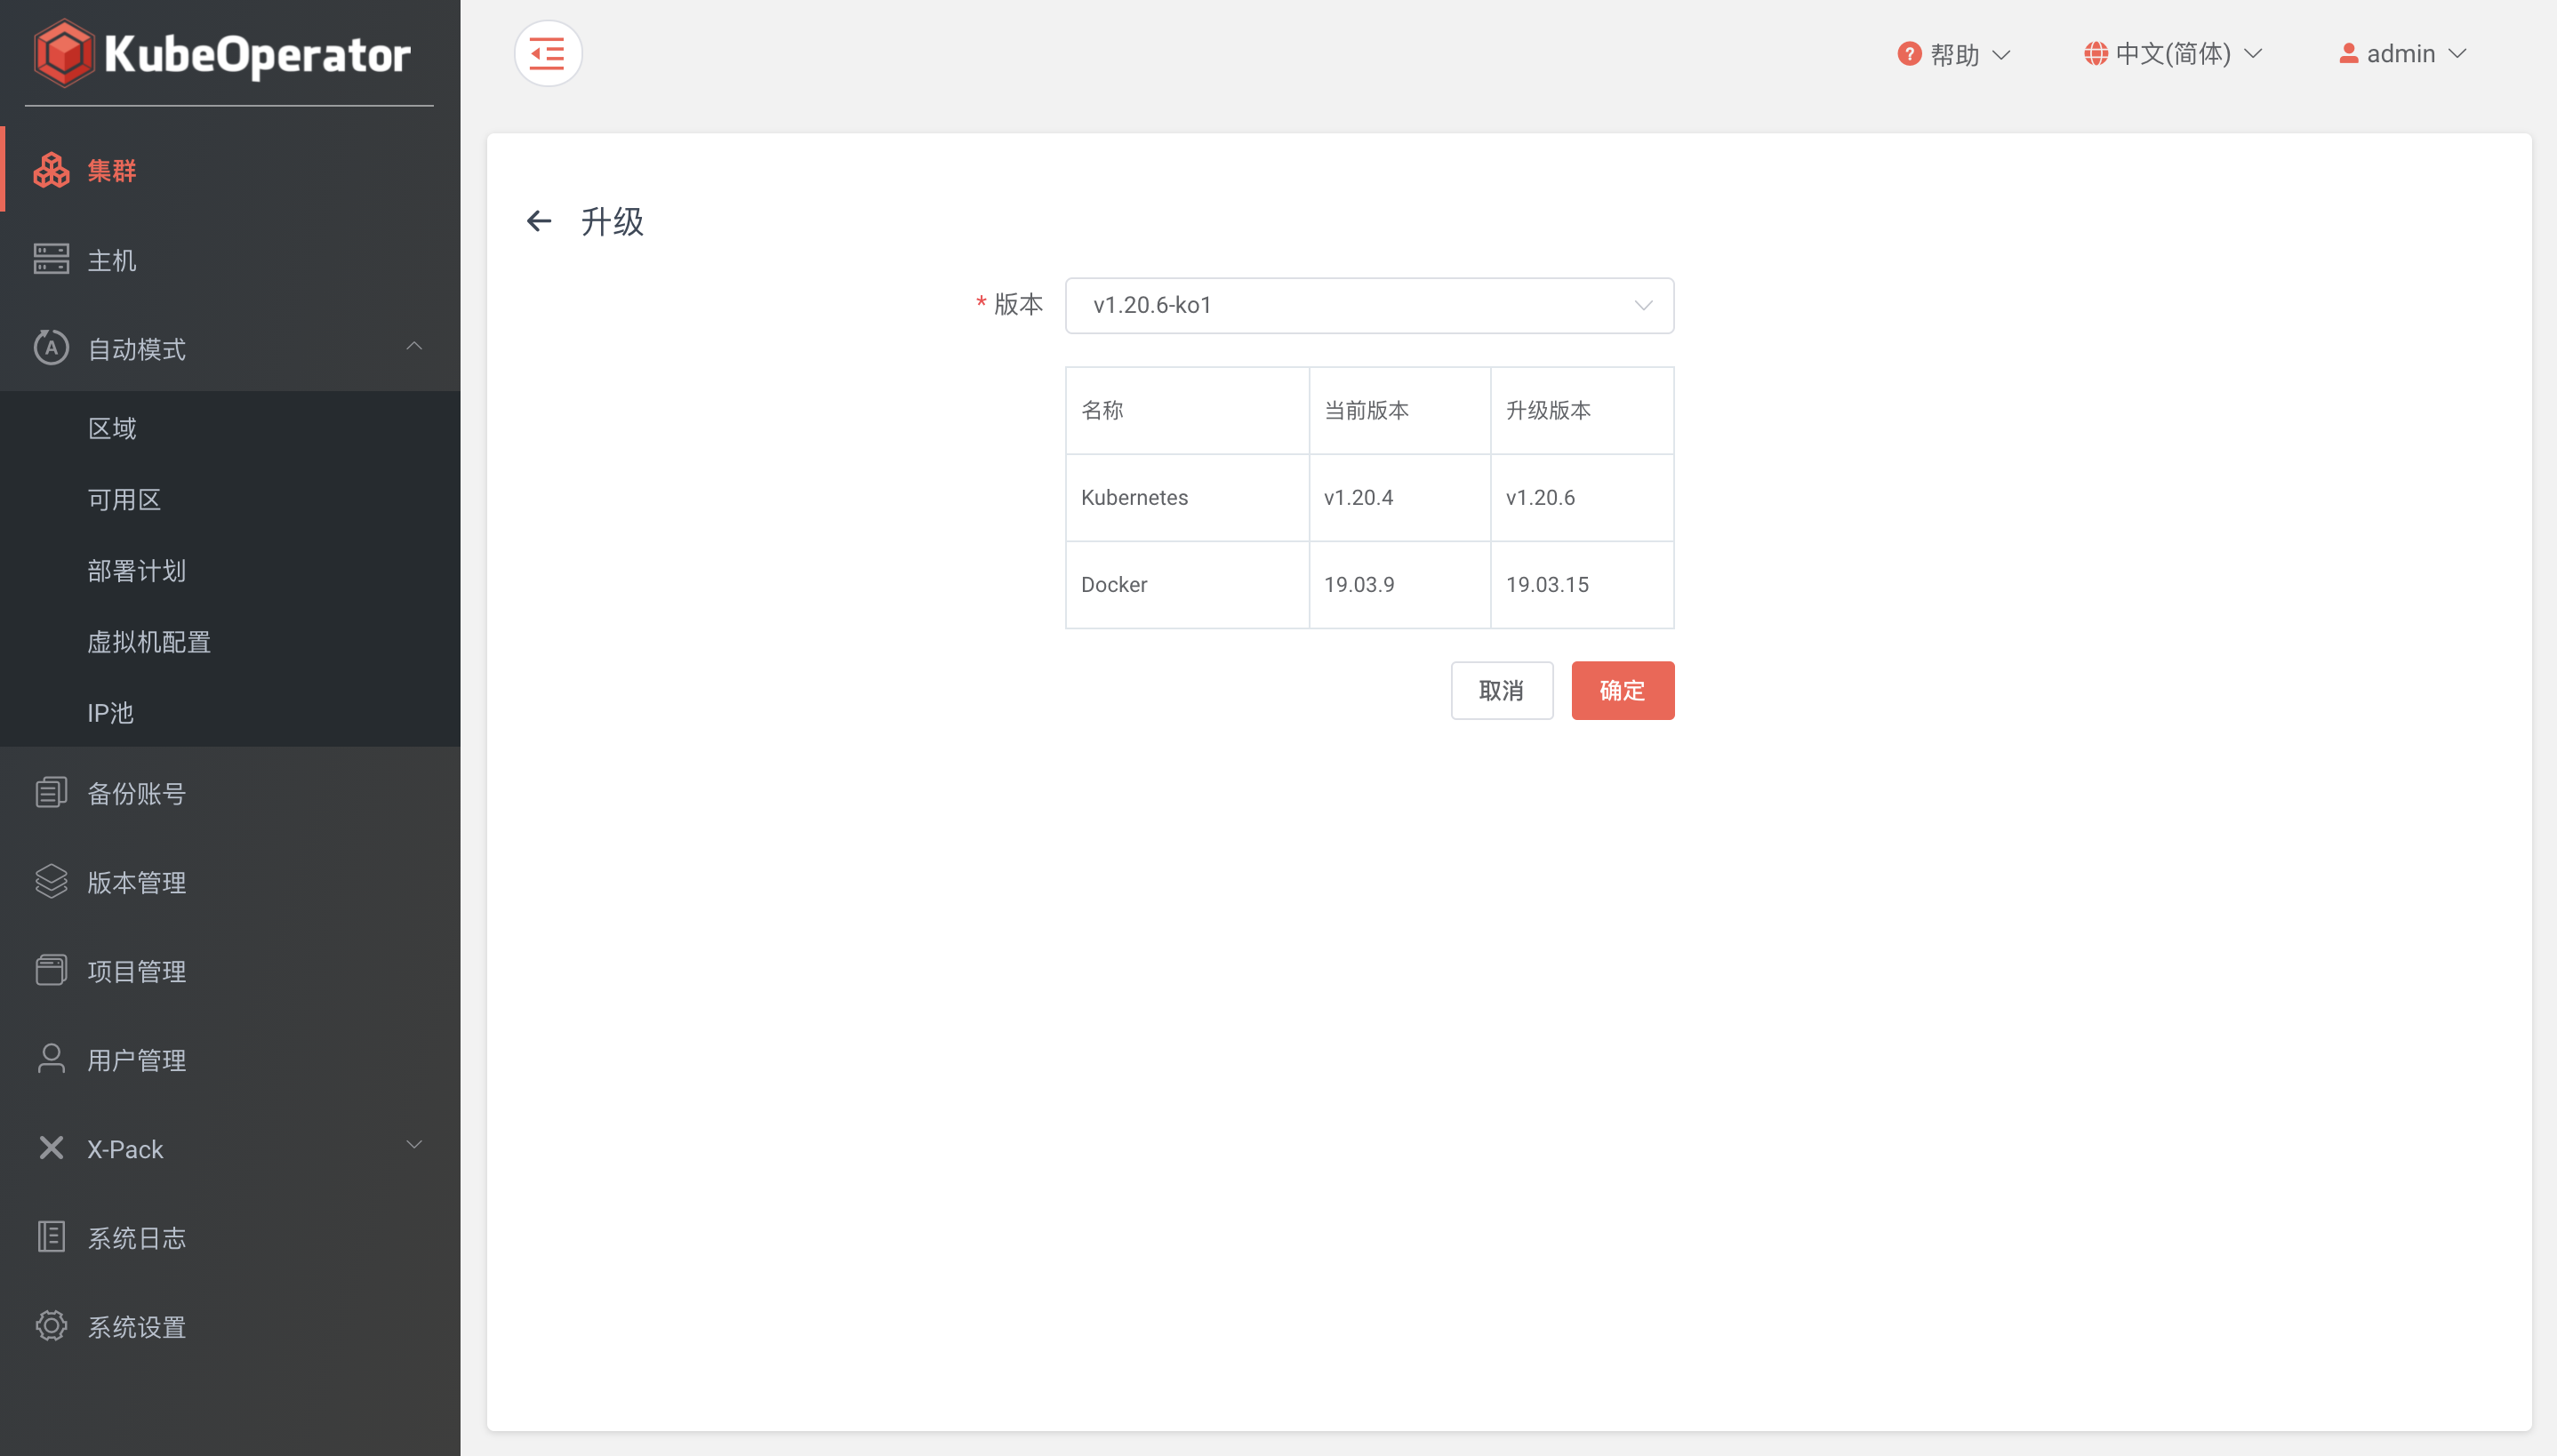 KubeOperator
帮助
中文(简体)
admin
集群
主机
自动模式
区域
可用区
部署计划
虚拟机配置
IP池
备份账号
版本管理
项目管理
用户管理
X-Pack
系统日志
系统设置
升级
* 版本 v1.20.6-ko1
名称 当前版本 升级版本
Kubernetes v1.20.4 v1.20.6
Docker 19.03.9 19.03.15
取消 确定